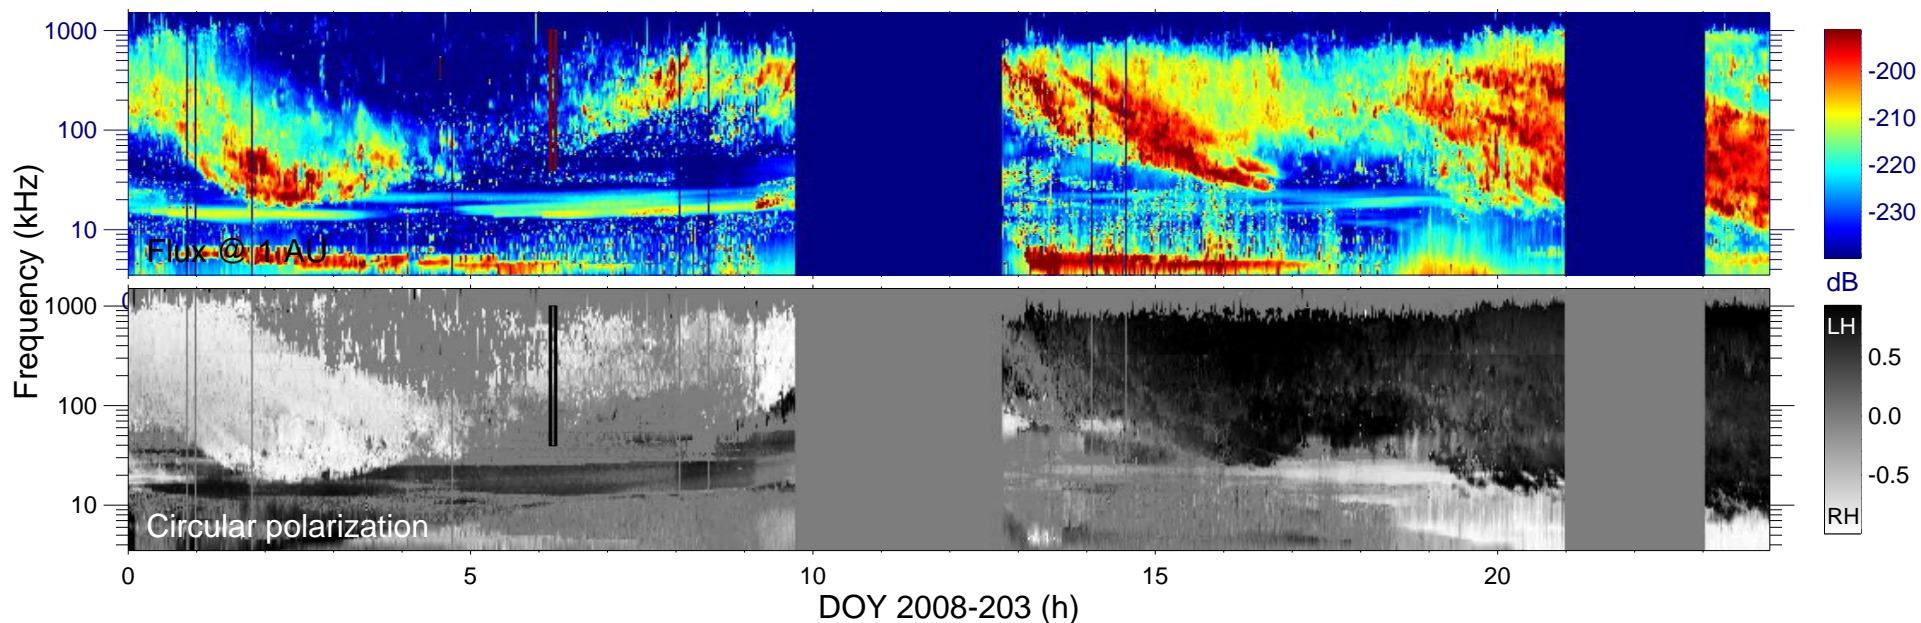 1000
100
10
Flux @ 1 AU
-200
-210
-220
-230
dB
0
1000
100
10
Frequency (kHz)
Circular polarization
LH
0.5
0.0
-0.5
RH
0
5
10
15
20
DOY 2008-203 (h)